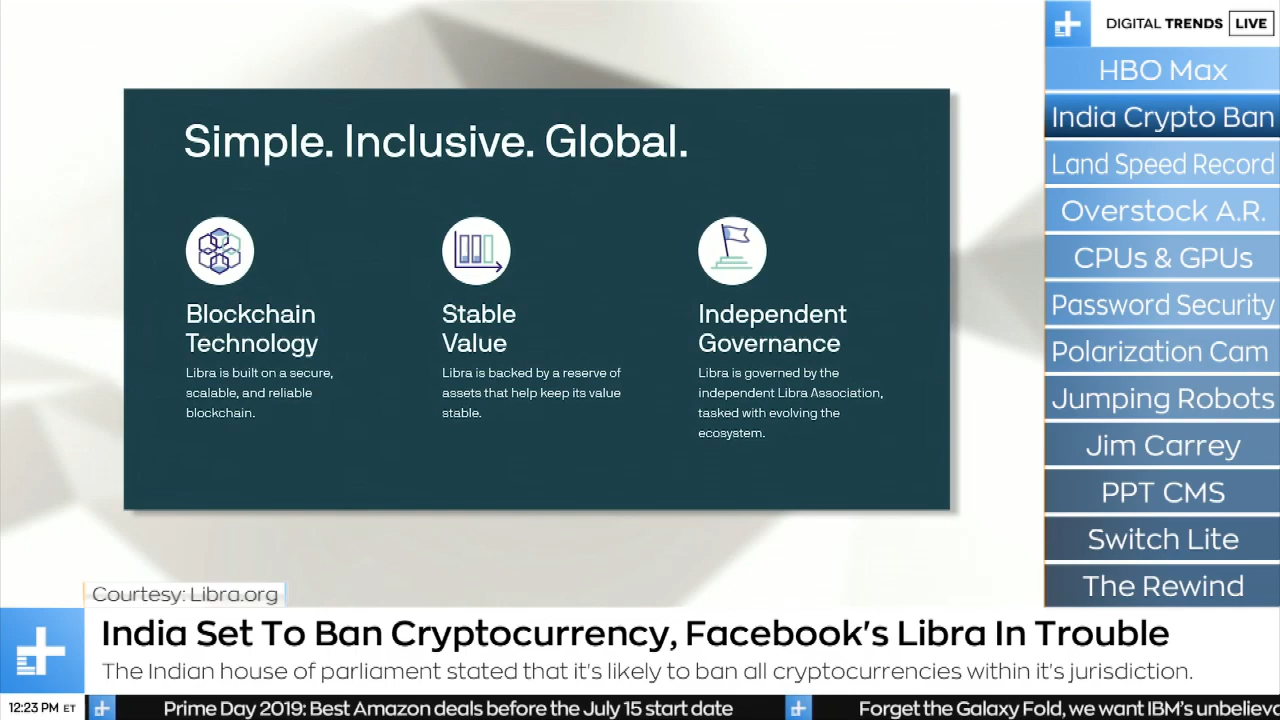 DIGITAL TRENDS LIVE
HBO Max
India Crypto Ban
Land Speed Record
Overstock A.R.
CPUs & GPUs
Password Security
Polarization Cam
Jumping Robots
Jim Carrey
PPT CMS
Switch Lite
The Rewind
Simple. Inclusive. Global.
Blockchain
Technology
Libra is built on a secure,
scalable, and reliable
blockchain.
Stable
Value
Libra is backed by a reserve of
assets that help keep its value
stable.
Independent
Governance
Libra is governed by the
independent Libra Association,
tasked with evolving the
ecosystem.
Courtesy: Libra.org
India Set To Ban Cryptocurrency, Facebook's Libra In Trouble
The Indian house of parliament stated that it's likely to ban all cryptocurrencies within it's jurisdiction.
12:23 PM ET
Prime Day 2019: Best Amazon deals before the July 15 start date
Forget the Galaxy Fold, we want IBM's